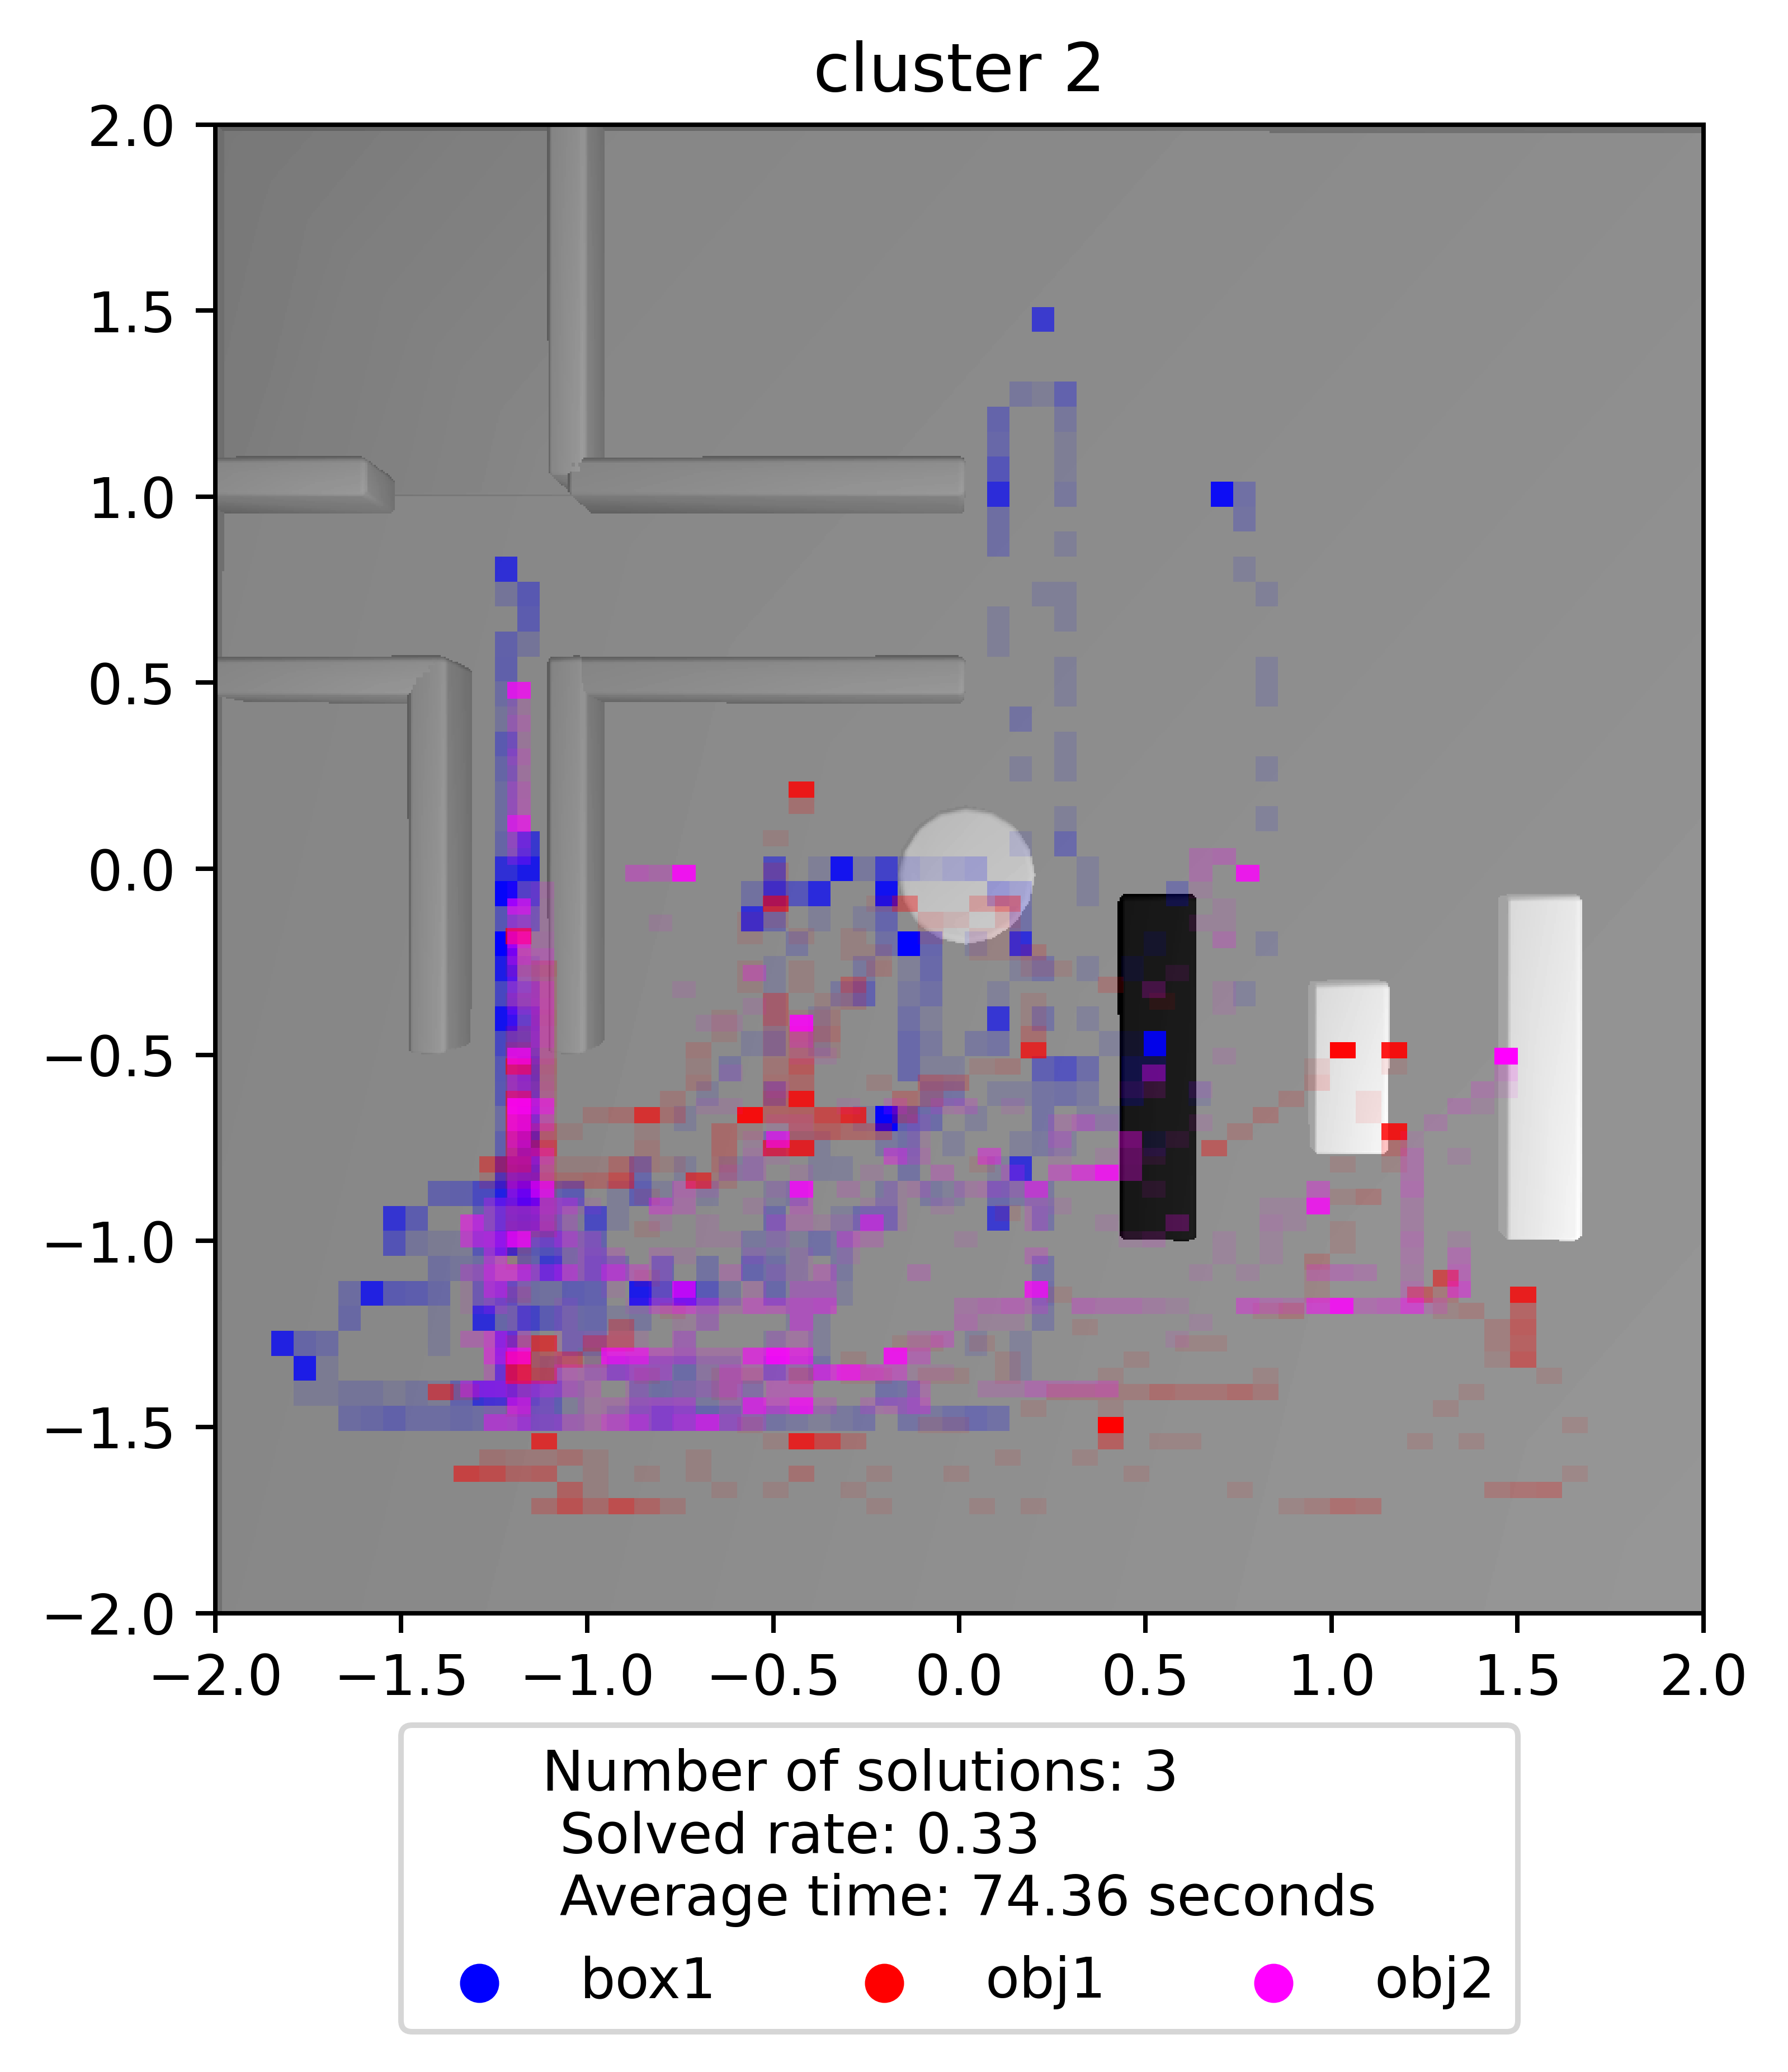 cluster 2
2.0
1.5
1.0
0.5
0.0
−0.5
−1.0
−1.5
−2.0
−2.0 −1.5 −1.0 −0.5 0.0 0.5 1.0 1.5 2.0
Number of solutions: 3
Solved rate: 0.33
Average time: 74.36 seconds
box1 obj1 obj2